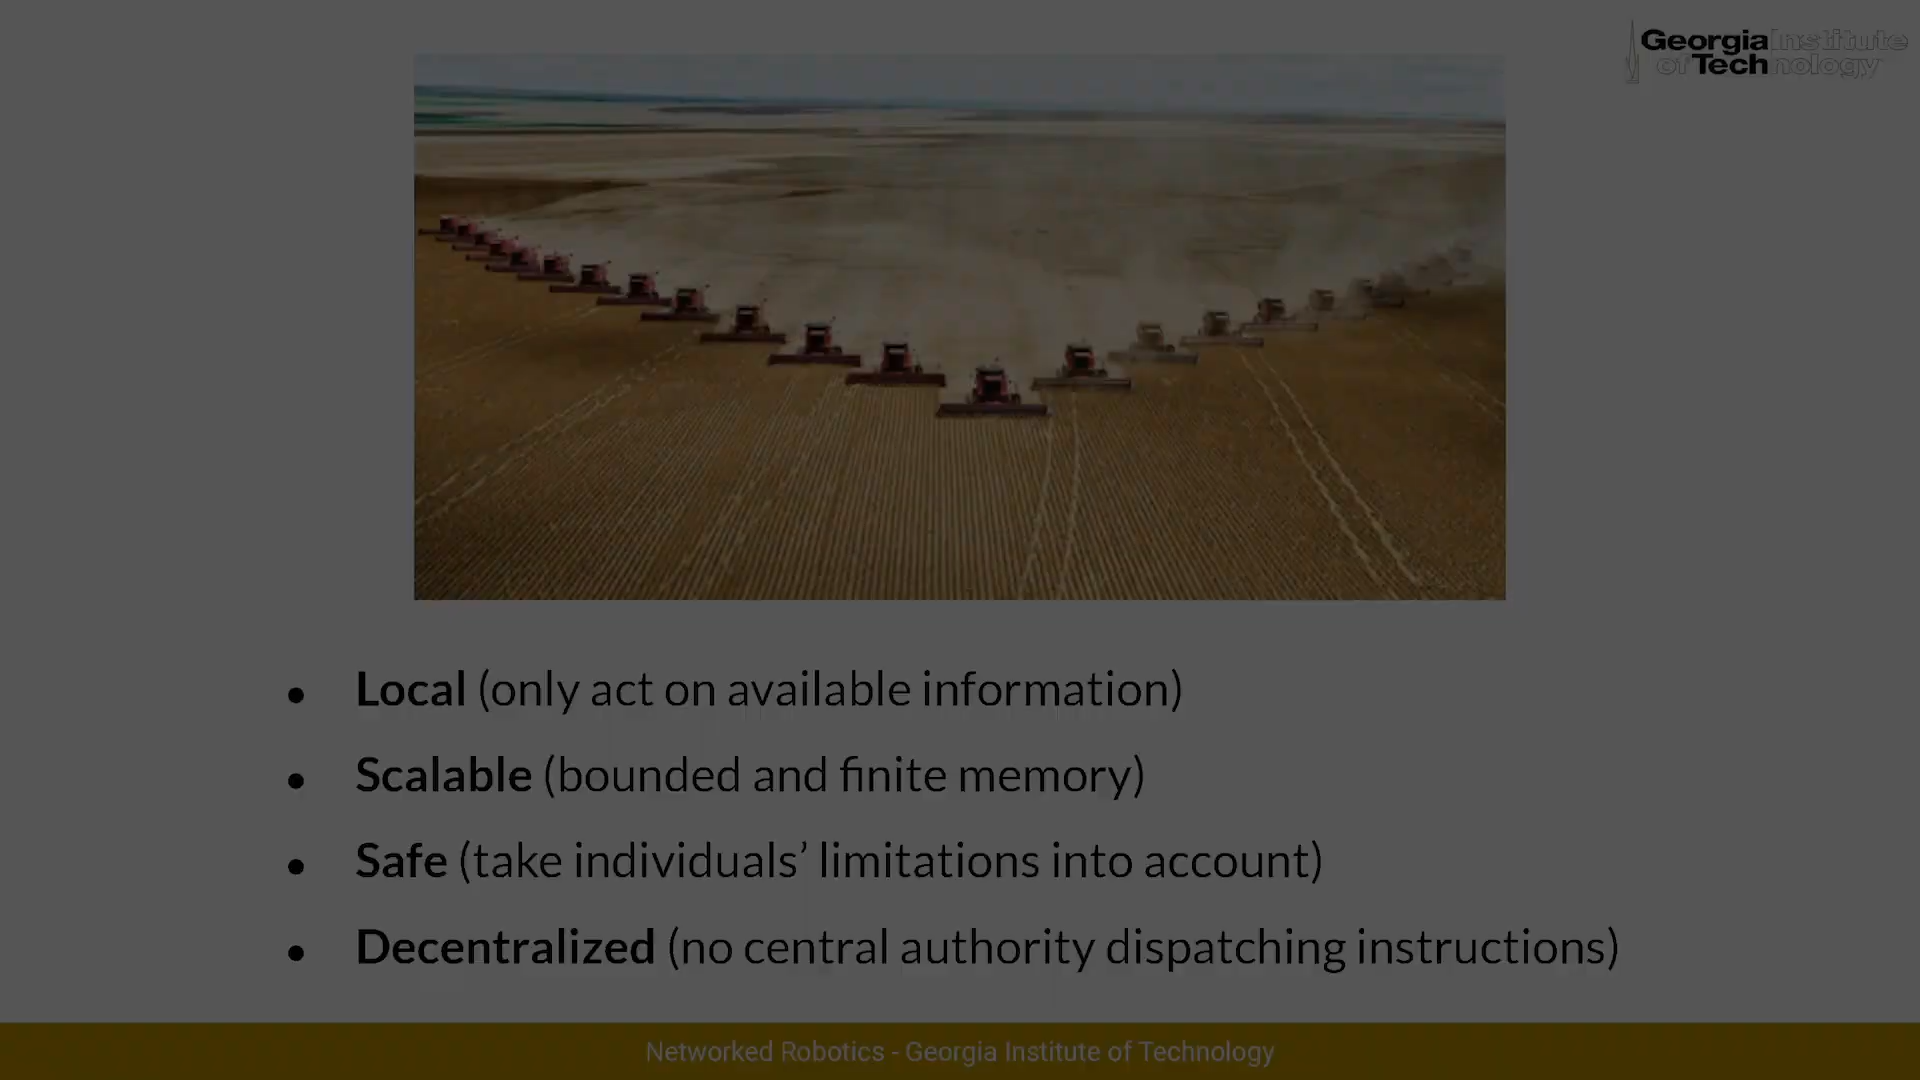 Georgia Institute
of Technology
• Local (only act on available information)
• Scalable (bounded and finite memory)
• Safe (take individuals’ limitations into account)
• Decentralized (no central authority dispatching instructions)
Networked Robotics - Georgia Institute of Technology